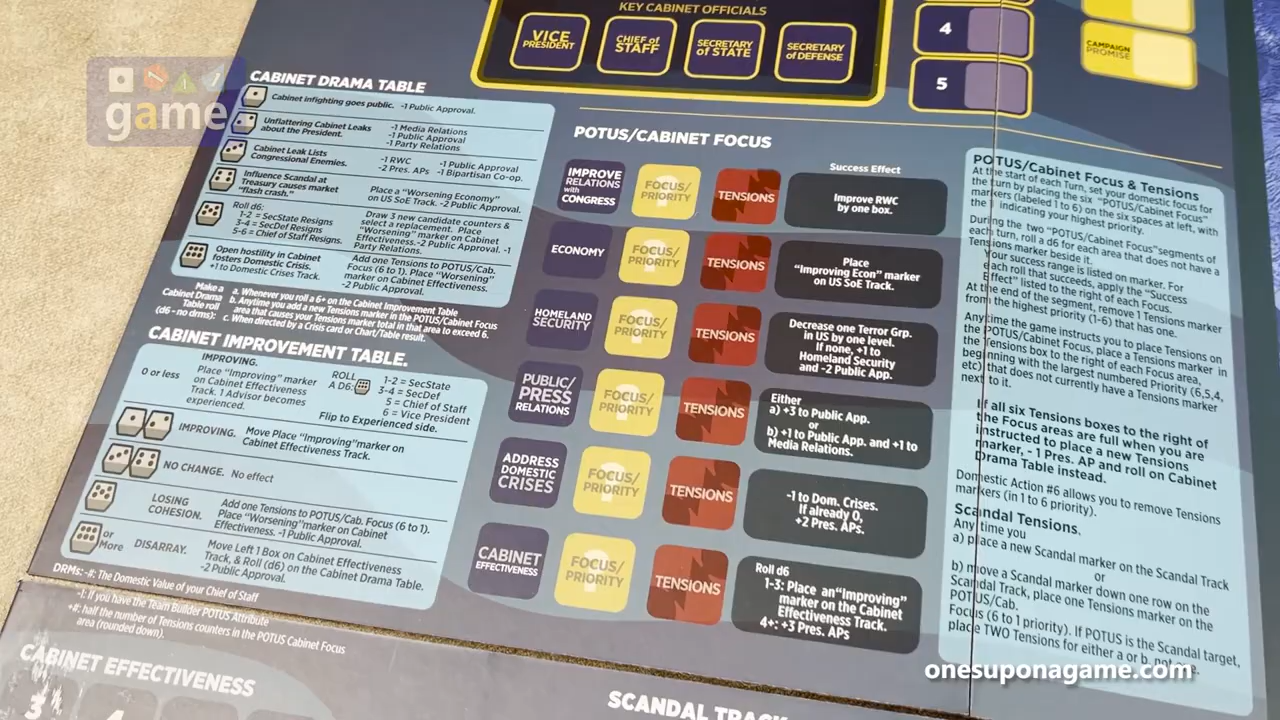 KEY CABINET OFFICIALS
VICE
PRESIDENT
CHIEF of
STAFF
SECRETARY
of STATE
SECRETARY
of DEFENSE
4
5
CAMPAIGN
PROMISE
game
CABINET DRAMA TABLE
Cabinet infighting goes public. -1 Public Approval.
Unflattering Cabinet Leaks
about the President.
-1 Media Relations
-1 Public Approval
-1 Party Relations
Cabinet Leak Lists
Congressional Enemies.
-1 RWC
-2 Pres. APs
-1 Public Approval
-1 Bipartisan Co-op.
Influence Scandal at
Treasury causes market
"flash crash."
Place a "Worsening Economy"
on US SoE Track. -2 Public Approval.
Roll d6:
1-2 = SecState Resigns
3-4 = SecDef Resigns
5-6 = Chief of Staff Resigns.
Draw 3 new candidate counters &
select a replacement. Place
"Worsening" marker on Cabinet
Effectiveness.-2 Public Approval. -1
Party Relations.
Open hostility in Cabinet
fosters Domestic Crisis.
+1 to Domestic Crises Track.
Add one Tensions to POTUS/Cab.
Focus (6 to 1). Place "Worsening"
marker on Cabinet Effectiveness.
-2 Public Approval.
Make a
Cabinet Drama
Table roll
(d6 - no drms):
a. Whenever you roll a 6+ on the Cabinet Improvement Table
b. Anytime you add a new Tensions marker in the POTUS/Cabinet Focus
area that causes your Tensions marker total in that area to exceed 6.
c. When directed by a Crisis card or Chart/Table result.
CABINET IMPROVEMENT TABLE.
0 or less
IMPROVING.
Place "Improving" marker
on Cabinet Effectiveness
Track. 1 Advisor becomes
experienced.
ROLL
A D6:
1-2 = SecState
3-4 = SecDef
5 = Chief of Staff
6 = Vice President
Flip to Experienced side.
IMPROVING. Move Place "Improving"marker on
Cabinet Effectiveness Track.
NO CHANGE. No effect
LOSING
COHESION.
Add one Tensions to POTUS/Cab. Focus (6 to 1).
Place "Worsening"marker on Cabinet
Effectiveness. -1 Public Approval.
or
More
DISARRAY.
Move Left 1 Box on Cabinet Effectiveness
Track, & Roll (d6) on the Cabinet Drama Table.
-2 Public Approval.
DRMs: -#: The Domestic Value of your Chief of Staff
-1: If you have the Team Builder POTUS Attribute
+#: half the number of Tensions counters in the POTUS Cabinet Focus
area (rounded down).
CABINET EFFECTIVENESS
3
4
POTUS/CABINET FOCUS
Success Effect
IMPROVE
RELATIONS
with
CONGRESS
FOCUS/
PRIORITY
TENSIONS
Improve RWC
by one box.
ECONOMY
FOCUS/
PRIORITY
TENSIONS
Place
"Improving Econ" marker
on US SoE Track.
HOMELAND
SECURITY
FOCUS/
PRIORITY
TENSIONS
Decrease one Terror Grp.
in US by one level.
If none, +1 to
Homeland Security
and -2 Public App.
PUBLIC/
PRESS
RELATIONS
FOCUS/
PRIORITY
TENSIONS
Either
a) +3 to Public App.
or
b) +1 to Public App. and +1 to
Media Relations.
ADDRESS
DOMESTIC
CRISES
FOCUS/
PRIORITY
TENSIONS
-1 to Dom. Crises.
If already 0,
+2 Pres. APs.
CABINET
EFFECTIVENESS
FOCUS/
PRIORITY
TENSIONS
Roll d6
1-3: Place an"Improving"
marker on the Cabinet
Effectiveness Track.
4+: +3 Pres. APs
POTUS/Cabinet Focus & Tensions
At the start of each Turn, set your domestic focus for
the turn by placing the six "POTUS/Cabinet Focus"
markers (labeled 1 to 6) on the six spaces at left, with
the 1 indicating your highest priority.
During the two "POTUS/Cabinet Focus"segments of
each turn, roll a d6 for each area that does not have a
Tensions marker beside it.
Your success range is listed on marker. For
each roll that succeeds, apply the "Success
Effect" listed to the right of each Focus.
At the end of the segment, remove 1 Tensions marker
from the highest priority (1-6) that has one.
Anytime the game instructs you to place Tensions on
the POTUS/Cabinet Focus, place a Tensions marker in
the Tensions box to the right of each Focus area,
beginning with the largest numbered Priority (6,5,4,
etc) that does not currently have a Tensions marker
next to it.
If all six Tensions boxes to the right of
the Focus areas are full when you are
instructed to place a new Tensions
marker, - 1 Pres. AP and roll on Cabinet
Drama Table instead.
Domestic Action #6 allows you to remove Tensions
markers (in 1 to 6 priority).
Scandal Tensions.
Any time you
a) place a new Scandal marker on the Scandal Track
or
b) move a Scandal marker down one row on the
Scandal Track, place one Tensions marker on the
POTUS/Cab.
Focus (6 to 1 priority). If POTUS is the Scandal target,
place TWO Tensions for either a or b. not one.
onesuponagame.com
SCANDAL TRACK